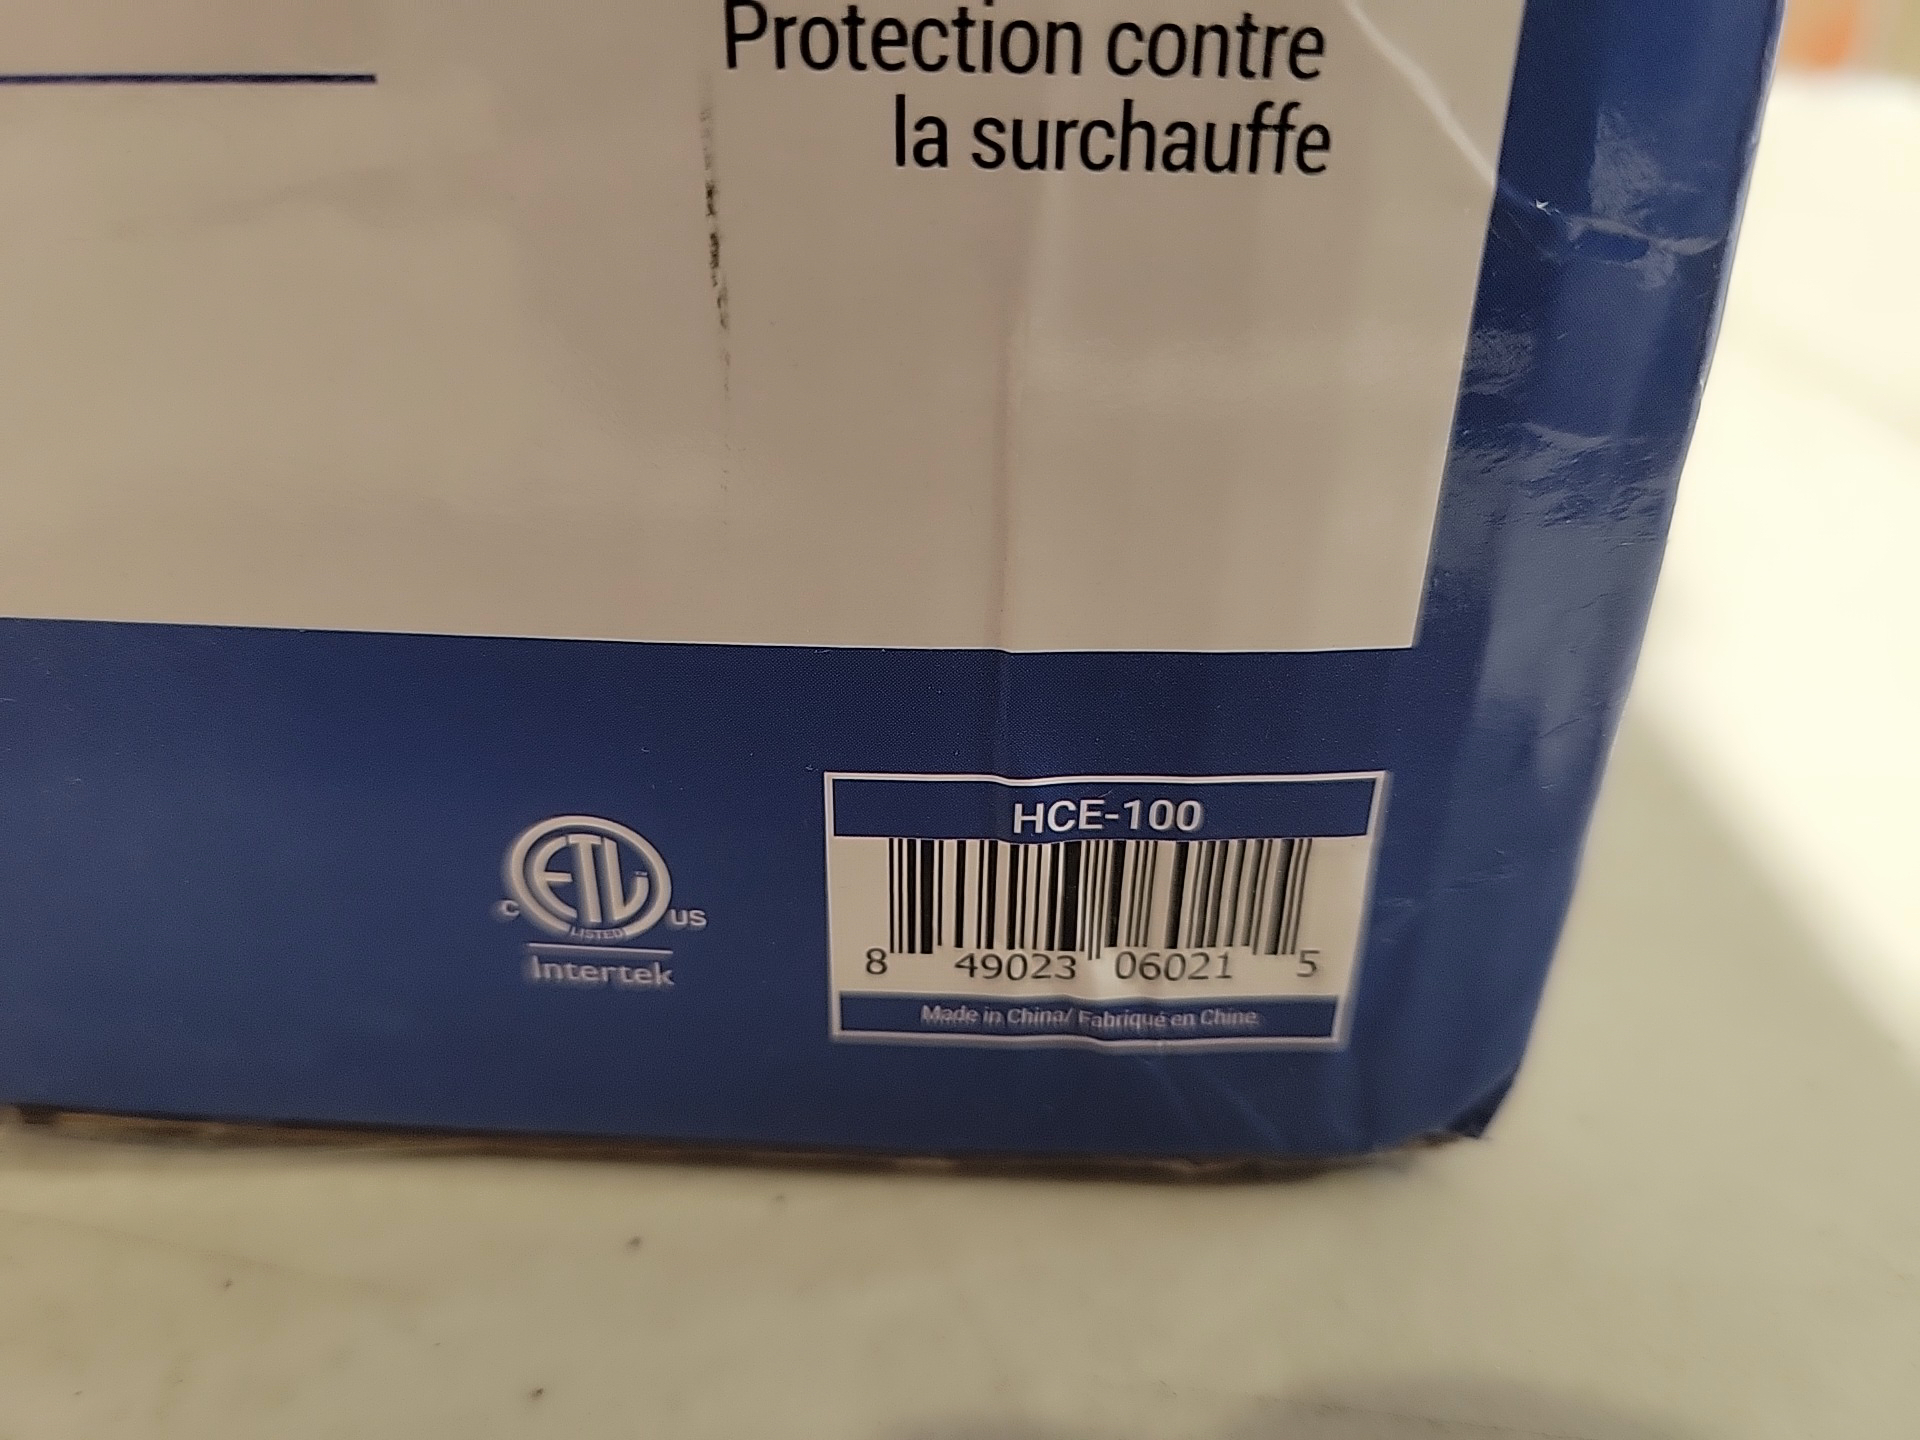 Protection contre
la surchauffe
HCE-100
8 49023 06021 5
Made in China/ Fabriqué en Chine
c ETL US
LISTED
Intertek